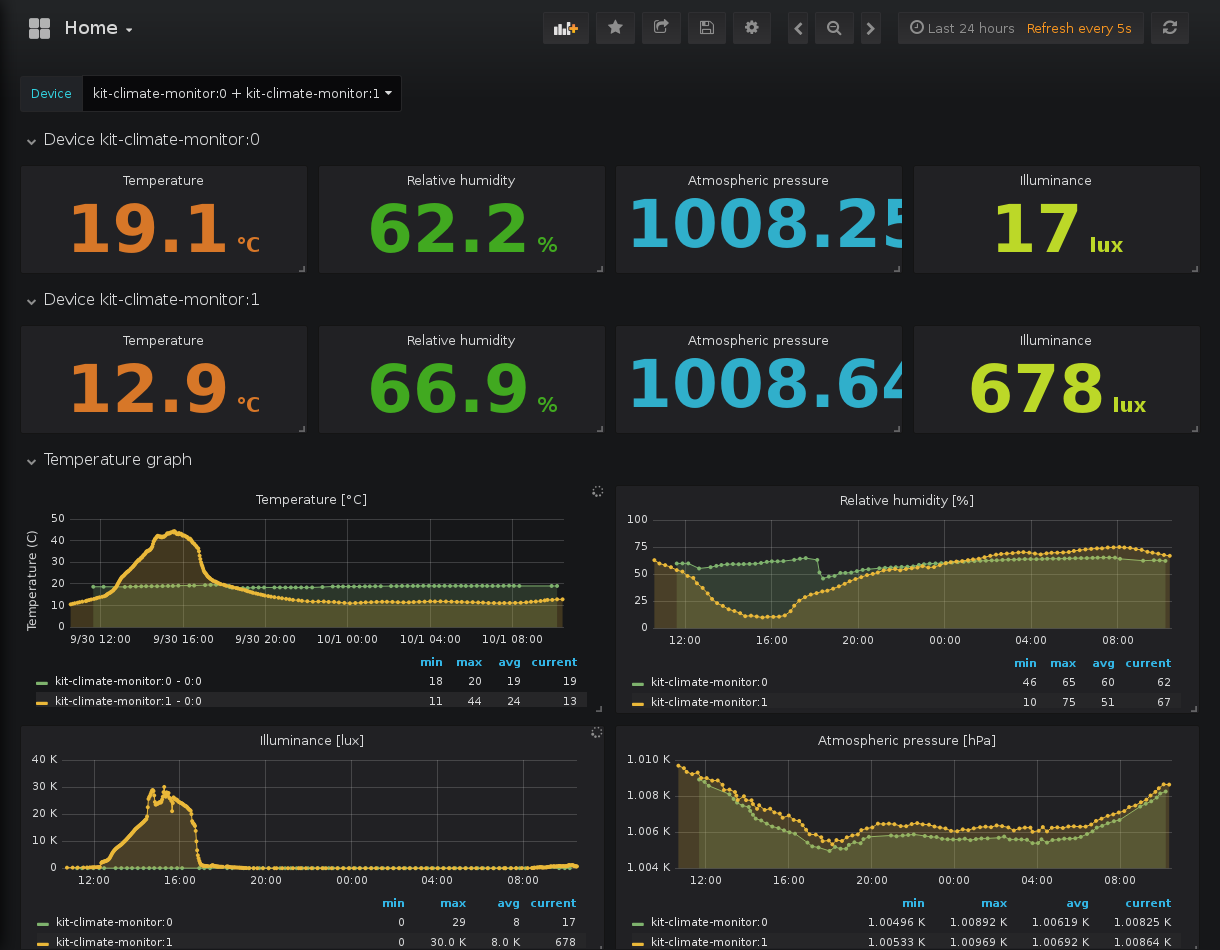 Home
Last 24 hours Refresh every 5s
Device kit-climate-monitor:0 + kit-climate-monitor:1
Device kit-climate-monitor:0
Temperature Relative humidity Atmospheric pressure Illuminance
19.1 °C 62.2 % 1008.25 17 lux
Device kit-climate-monitor:1
Temperature Relative humidity Atmospheric pressure Illuminance
12.9 °C 66.9 % 1008.64 678 lux
Temperature graph
Temperature [°C]
Temperature (C)
50
40
30
20
10
0
9/30 12:00 9/30 16:00 9/30 20:00 10/1 00:00 10/1 04:00 10/1 08:00
min max avg current
kit-climate-monitor:0 - 0:0 18 20 19 19
kit-climate-monitor:1 - 0:0 11 44 24 13
Relative humidity [%]
100
75
50
25
0
12:00 16:00 20:00 00:00 04:00 08:00
min max avg current
kit-climate-monitor:0 46 65 60 62
kit-climate-monitor:1 10 75 51 67
Illuminance [lux]
40 K
30 K
20 K
10 K
0
12:00 16:00 20:00 00:00 04:00 08:00
min max avg current
kit-climate-monitor:0 0 29 8 17
kit-climate-monitor:1 0 30.0 K 8.0 K 678
Atmospheric pressure [hPa]
1.010 K
1.008 K
1.006 K
1.004 K
12:00 16:00 20:00 00:00 04:00 08:00
min max avg current
kit-climate-monitor:0 1.00496 K 1.00892 K 1.00619 K 1.00825 K
kit-climate-monitor:1 1.00533 K 1.00969 K 1.00692 K 1.00864 K